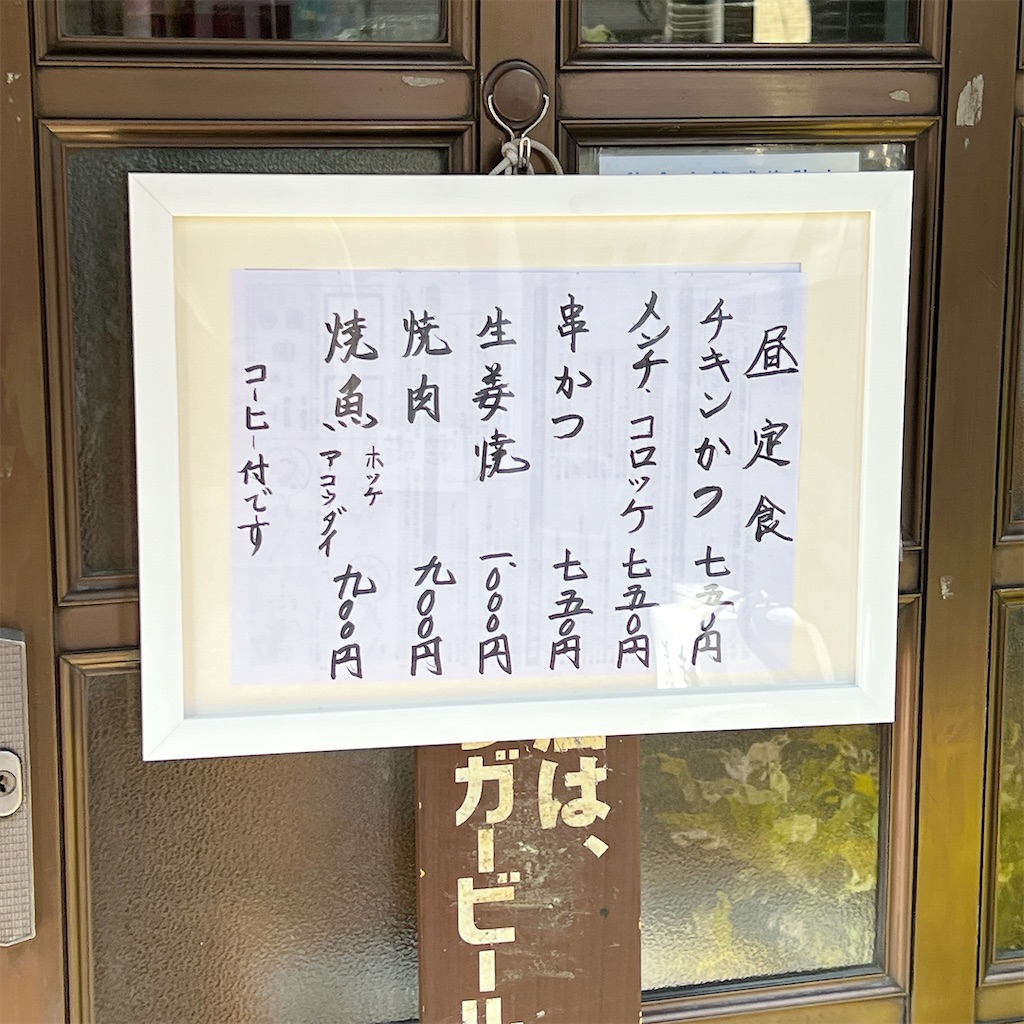 昼定食
チキンかつ 七五〇円
メンチ、コロッケ 七五〇円
串かつ 七五〇円
生姜焼 一、〇〇〇円
焼肉 九〇〇円
焼魚 ホッケ アコウダイ 九〇〇円
コーヒー付です
は、
ガービール